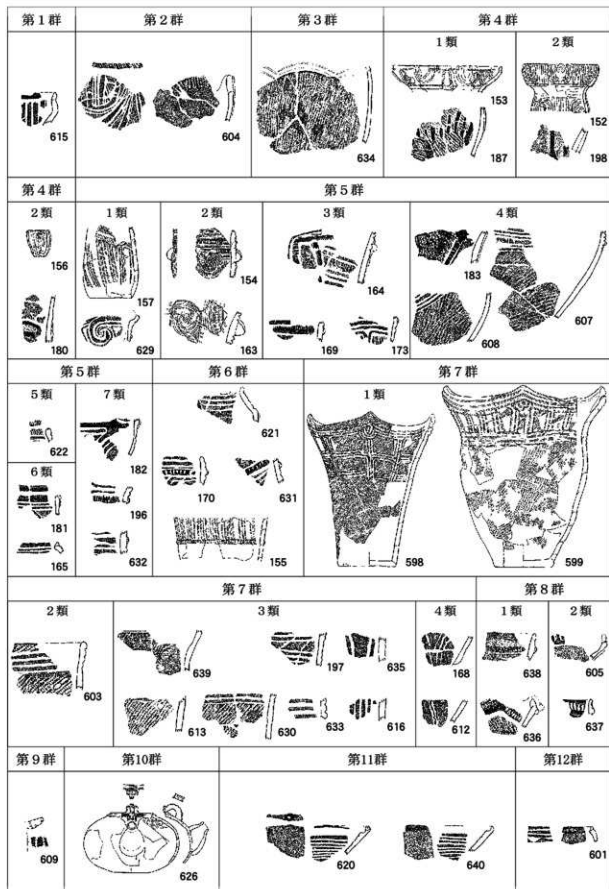 第1群 第2群 第3群 第4群
1類 2類
615 604 634 153 187 152 198
第4群 第5群
2類 1類 2類 3類 4類
156 180 157 629 154 163 164 169 173 183 608 607
第5群 第6群 第7群
5類 7類 1類
622 182 621
6類
181 196 170 631
165 632 155 598 599
第7群 第8群
2類 3類 4類 1類 2類
603 639 197 635 168 638 605
613 630 633 616 612 636 637
第9群 第10群 第11群 第12群
609 626 620 640 601